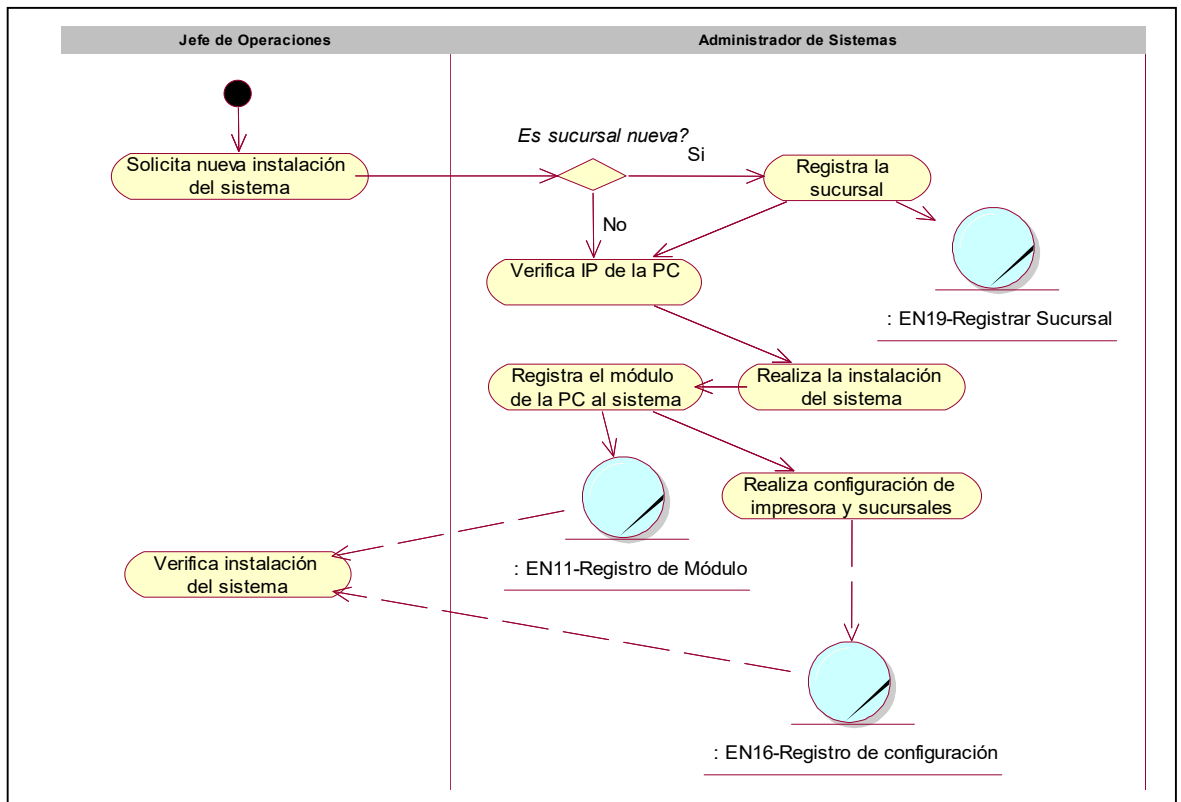 Jefe de Operaciones
Administrador de Sistemas
Es sucursal nueva?
Si
Solicita nueva instalación
del sistema
Registra la
sucursal
No
Verifica IP de la PC
: EN19-Registrar Sucursal
Registra el módulo
de la PC al sistema
Realiza la instalación
del sistema
Realiza configuración de
impresora y sucursales
Verifica instalación
del sistema
: EN11-Registro de Módulo
: EN16-Registro de configuración